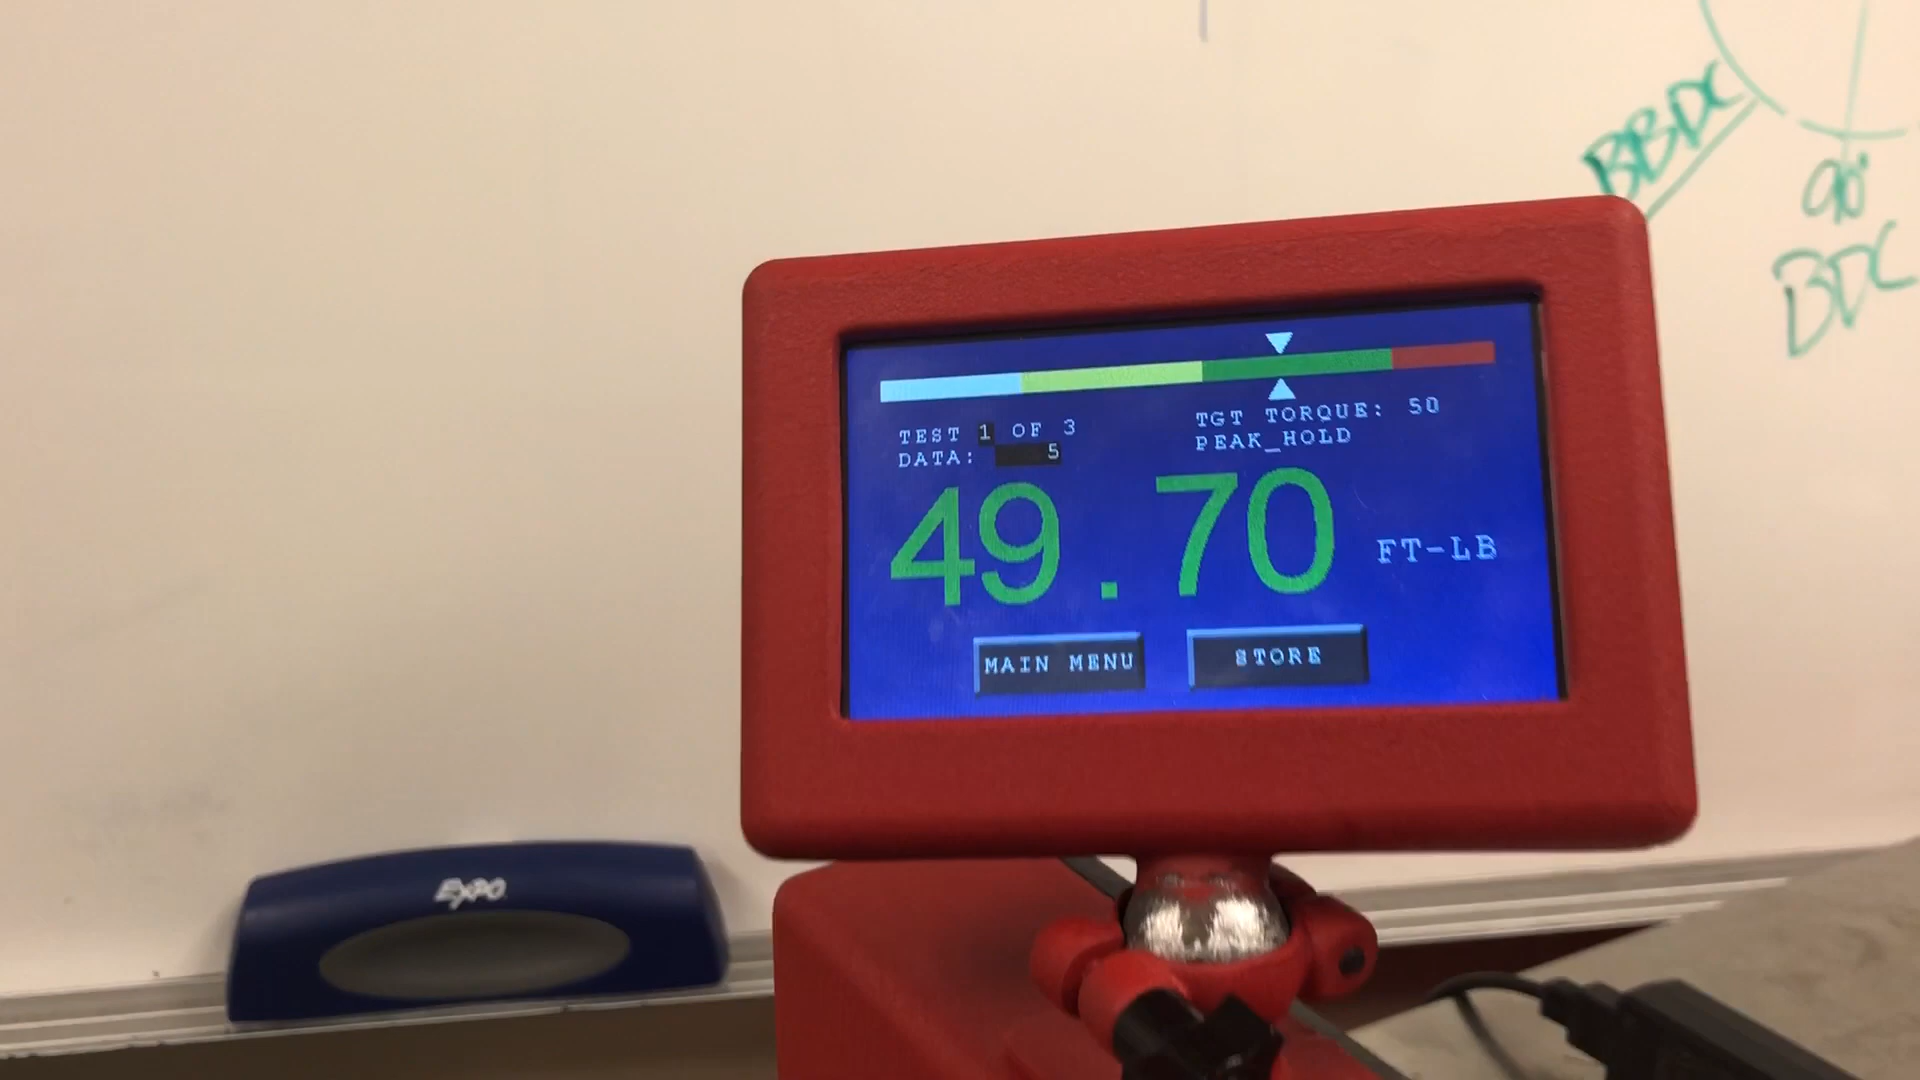 BBDC
90°
BDC
TEST 1 OF 3
DATA: 5
TGT TORQUE: 50
PEAK_HOLD
49.70 FT-LB
MAIN MENU
STORE
EXPO